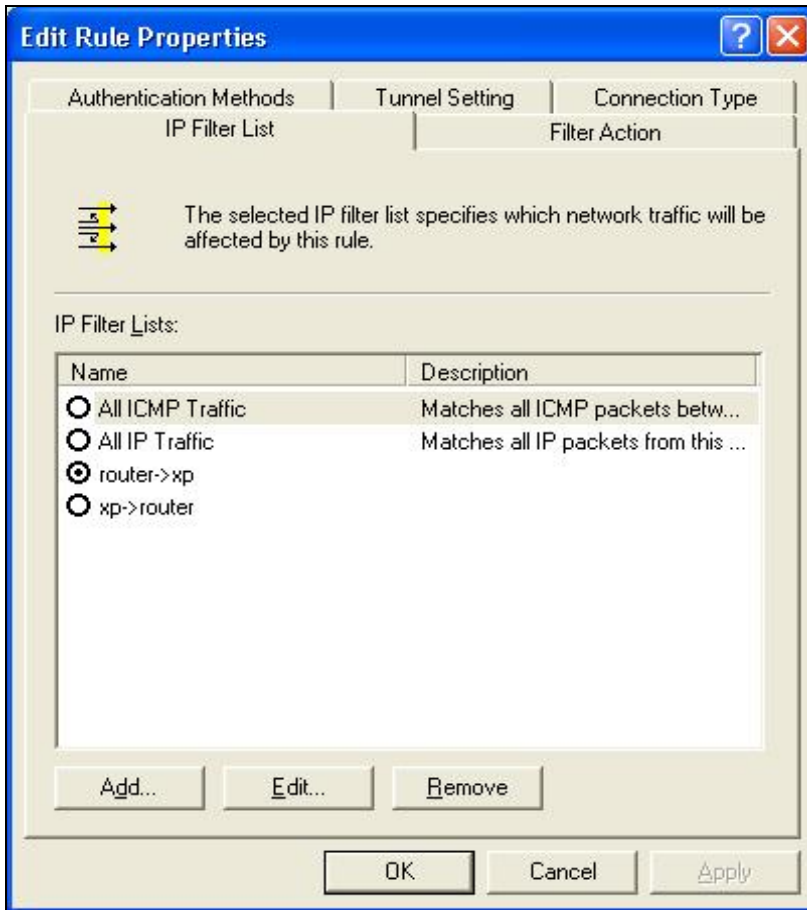 Edit Rule Properties
Authentication Methods Tunnel Setting Connection Type
IP Filter List Filter Action
The selected IP filter list specifies which network traffic will be
affected by this rule.
IP Filter Lists:
Name Description
All ICMP Traffic Matches all ICMP packets betw...
All IP Traffic Matches all IP packets from this ...
router->xp
xp->router
Add... Edit... Remove
OK Cancel Apply